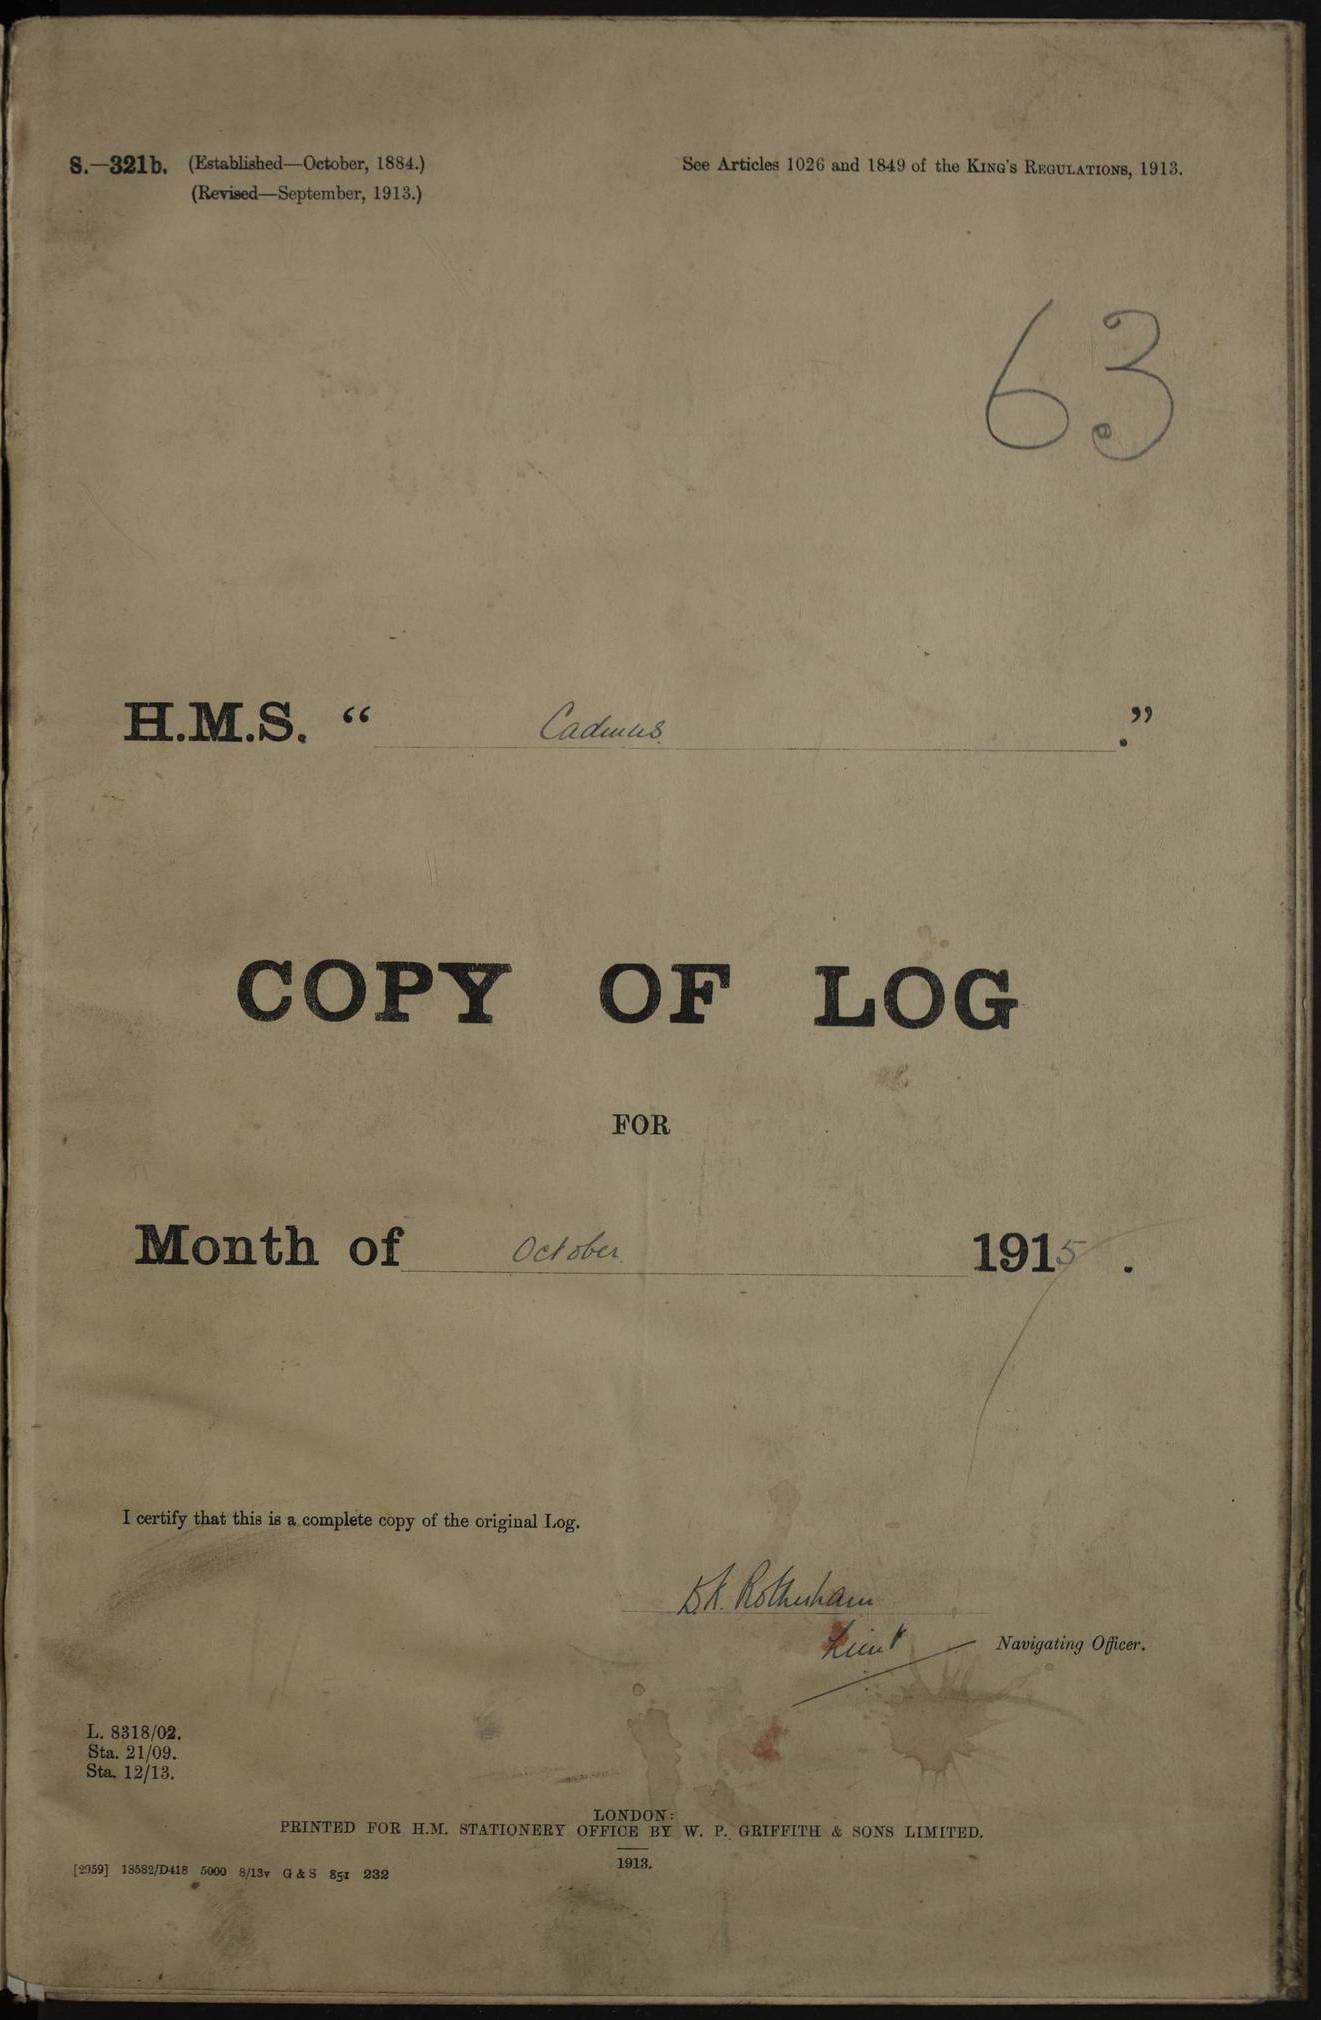 S.—321b. (Established—October, 1884.)
(Revised—September, 1913.)
See Articles 1026 and 1849 of the King's Regulations, 1913.
63
H.M.S. “ Cadmus .”
COPY OF LOG
FOR
Month of October 1915.
I certify that this is a complete copy of the original Log.
D.K. Rotherham
Lieut Navigating Officer.
L. 8318/02.
Sta. 21/09.
Sta. 12/13.
LONDON:
PRINTED FOR H.M. STATIONERY OFFICE BY W. P. GRIFFITH & SONS LIMITED.
1913.
[2959] 18582/D418 5000 8/13v G & S 851 232